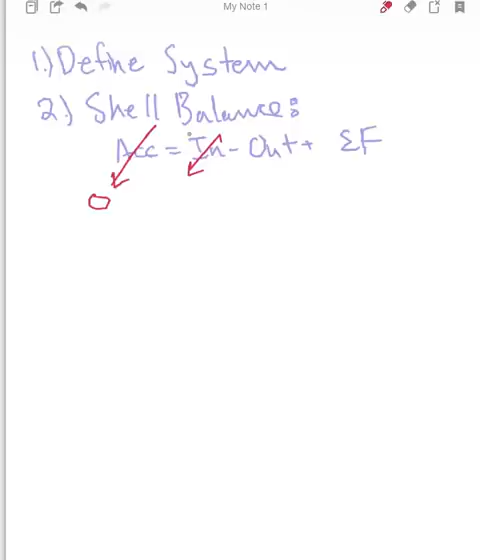 My Note 1
1.) Define System
2.) Shell Balance:
Acc = In - Out + ΣF
0